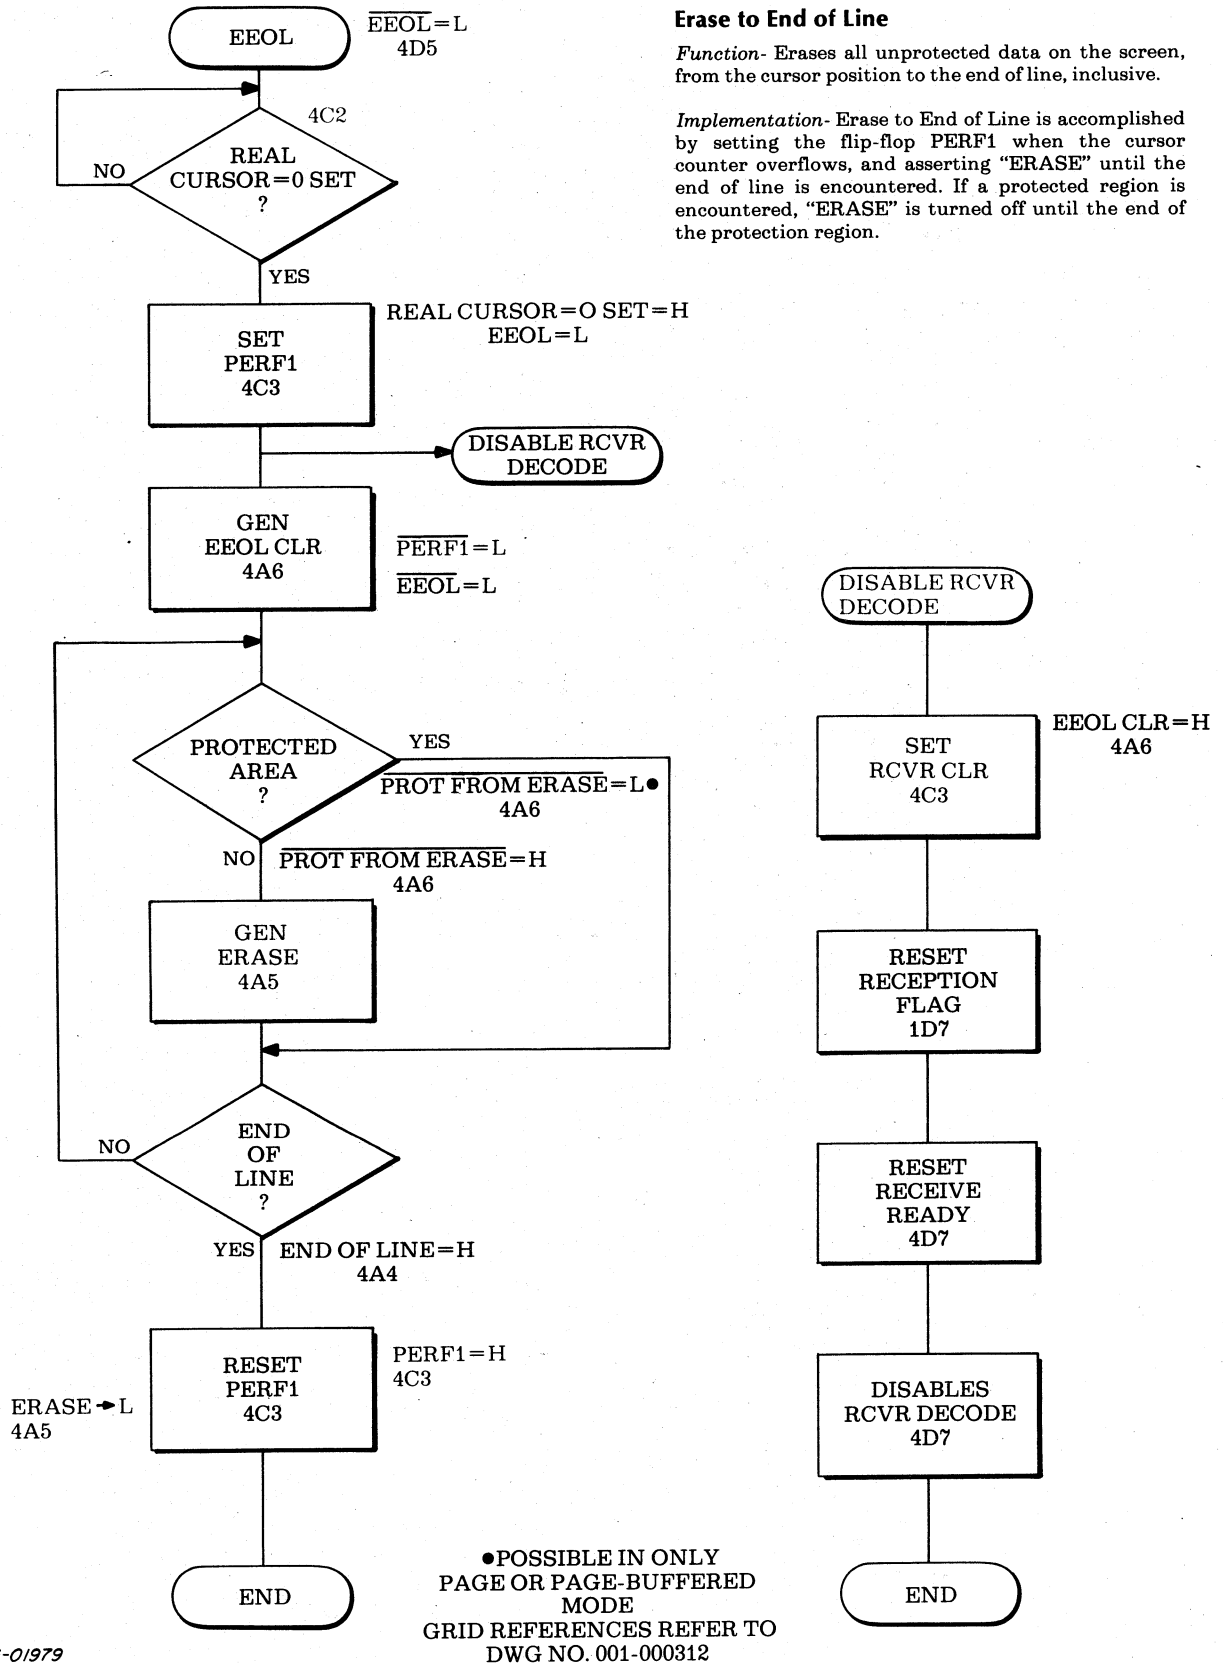 EEOL
EEOL=L
4D5
Erase to End of Line
Function- Erases all unprotected data on the screen,
from the cursor position to the end of line, inclusive.
Implementation- Erase to End of Line is accomplished
by setting the flip-flop PERF1 when the cursor
counter overflows, and asserting “ERASE” until the
end of line is encountered. If a protected region is
encountered, “ERASE” is turned off until the end of
the protection region.
4C2
REAL
CURSOR=0 SET
?
NO
YES
SET
PERF1
4C3
REAL CURSOR=O SET=H
EEOL=L
DISABLE RCVR
DECODE
GEN
EEOL CLR
4A6
PERF1=L
EEOL=L
PROTECTED
AREA
?
YES
PROT FROM ERASE=L●
4A6
NO
PROT FROM ERASE=H
4A6
GEN
ERASE
4A5
END
OF
LINE
?
NO
YES
END OF LINE=H
4A4
RESET
PERF1
4C3
PERF1=H
4C3
ERASE→L
4A5
END
DISABLE RCVR
DECODE
SET
RCVR CLR
4C3
EEOL CLR=H
4A6
RESET
RECEPTION
FLAG
1D7
RESET
RECEIVE
READY
4D7
DISABLES
RCVR DECODE
4D7
END
●POSSIBLE IN ONLY
PAGE OR PAGE-BUFFERED
MODE
GRID REFERENCES REFER TO
DWG NO. 001-000312
-01979